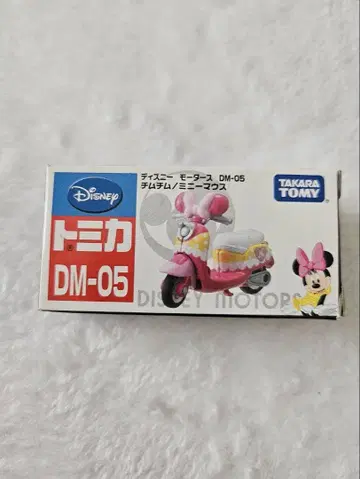 Disney
トミカ
DM-05
ディズニー モータース DM-05
チムチム/ミニーマウス
TAKARA
TOMY
DISNEY MOTORS